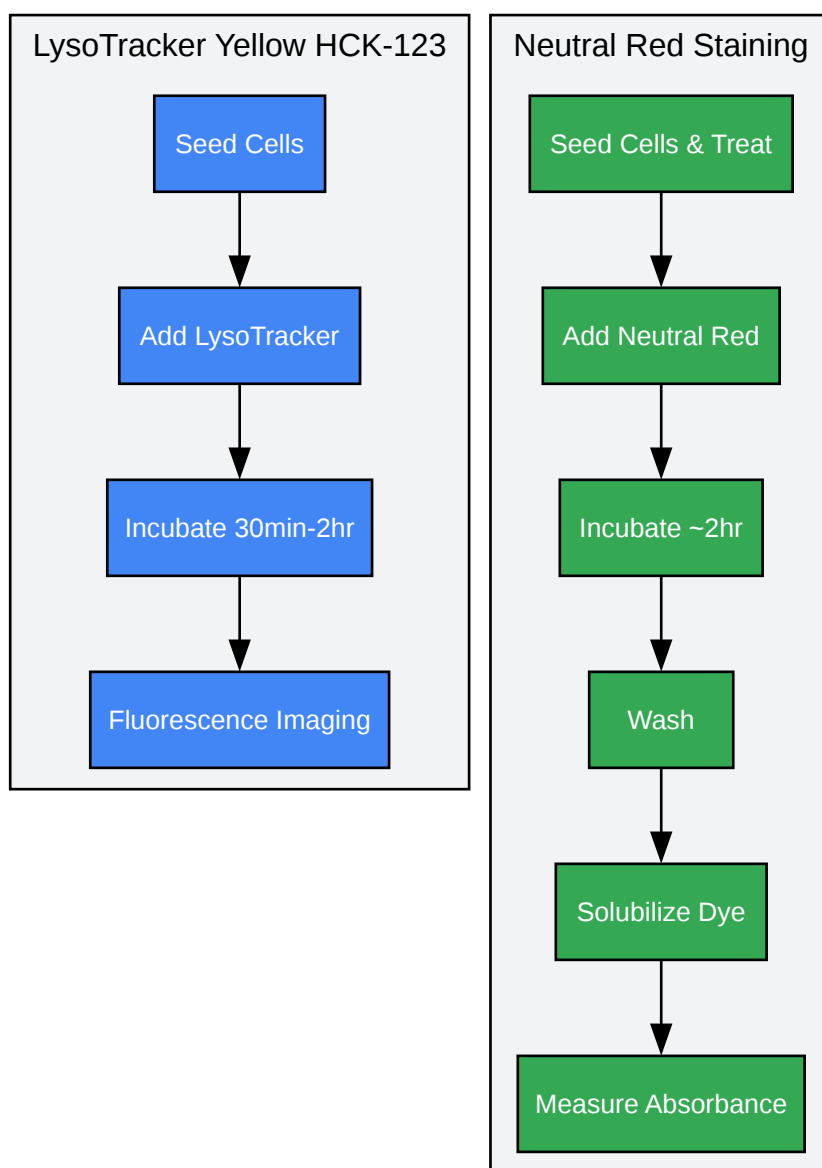 LysoTracker Yellow HCK-123
Seed Cells
Add LysoTracker
Incubate 30min-2hr
Fluorescence Imaging
Neutral Red Staining
Seed Cells & Treat
Add Neutral Red
Incubate ~2hr
Wash
Solubilize Dye
Measure Absorbance